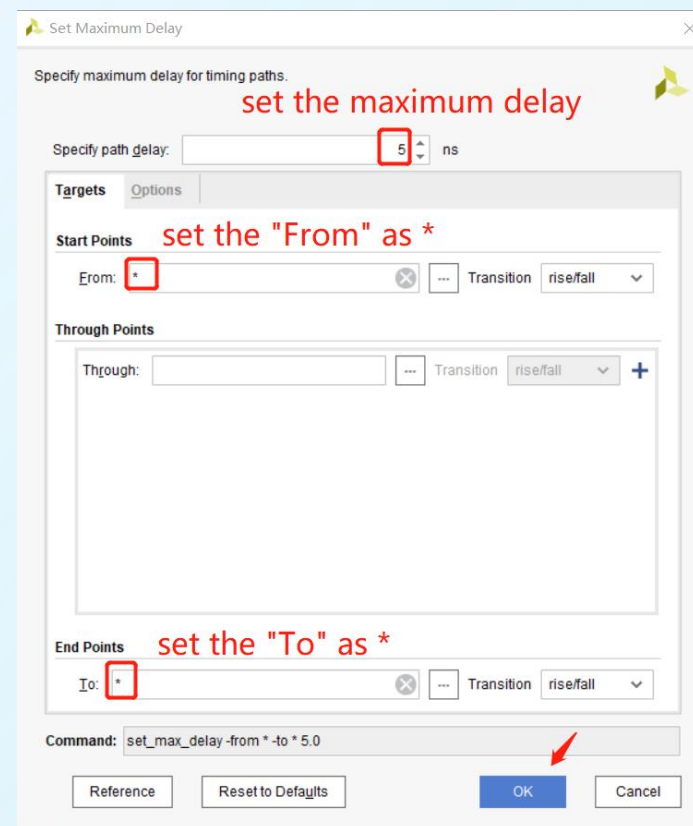 Set Maximum Delay
Specify maximum delay for timing paths.
set the maximum delay
Specify path delay: 5 ns
Targets Options
Start Points set the "From" as *
From: * ... Transition rise/fall
Through Points
Through: ... Transition rise/fall
End Points set the "To" as *
To: * ... Transition rise/fall
Command: set_max_delay -from * -to * 5.0
Reference Reset to Defaults OK Cancel